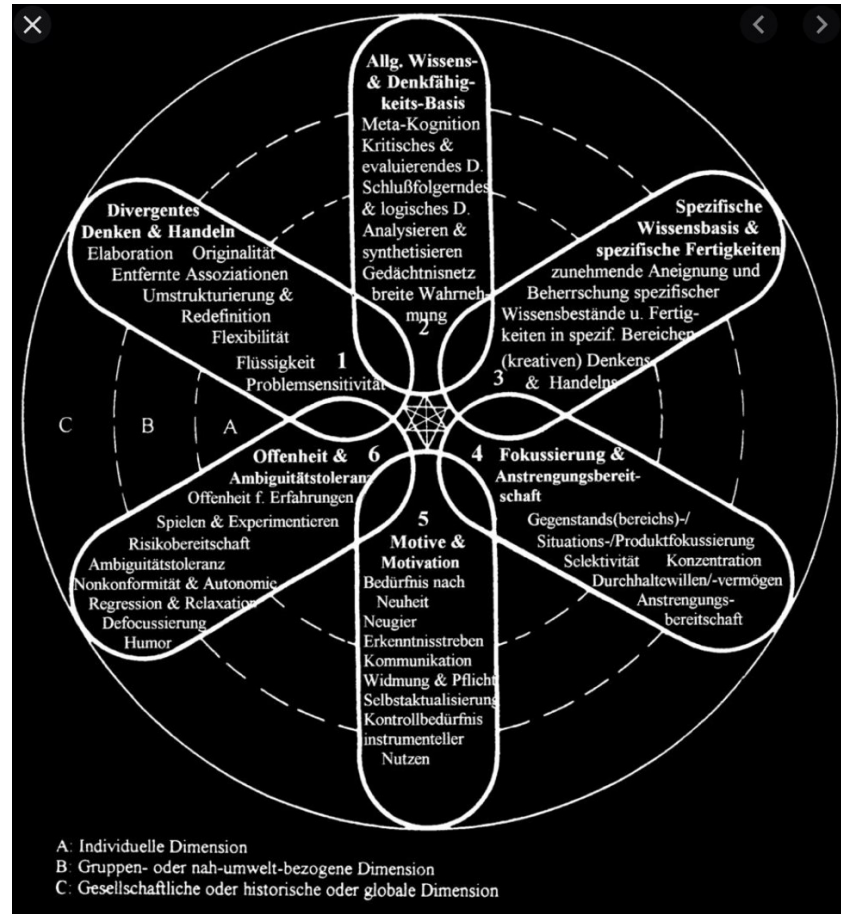 Allg. Wissens-
& Denkfähig-
keits-Basis
Meta-Kognition
Kritisches &
evaluierendes D.
Schlußfolgerndes
& logisches D.
Analysieren &
synthetisieren
Gedächtnisnetz
breite Wahrneh-
mung
2
Divergentes
Denken & Handeln
Elaboration Originalität
Entfernte Assoziationen
Umstrukturierung &
Redefinition
Flexibilität
Flüssigkeit 1
Problemsensitivität
Spezifische
Wissensbasis &
spezifische Fertigkeiten
zunehmende Aneignung und
Beherrschung spezifischer
Wissensbestände u. Fertig-
keiten in spezif. Bereichen
(kreativen) Denkens
3 & Handelns
C B A
Offenheit & 6
Ambiguitätstoleranz
Offenheit f. Erfahrungen
Spielen & Experimentieren
Risikobereitschaft
Ambiguitätstoleranz
Nonkonformität & Autonomie
Regression & Relaxation
Defocussierung
Humor
4 Fokussierung &
Anstrengungsbereit-
schaft
Gegenstands(bereichs)-/
Situations-/Produktfokussierung
Selektivität Konzentration
Durchhaltewillen/-vermögen
Anstrengungs-
bereitschaft
5
Motive &
Motivation
Bedürfnis nach
Neuheit
Neugier
Erkenntnisstreben
Kommunikation
Widmung & Pflicht
Selbstaktualisierung
Kontrollbedürfnis
instrumenteller
Nutzen
A: Individuelle Dimension
B: Gruppen- oder nah-umwelt-bezogene Dimension
C: Gesellschaftliche oder historische oder globale Dimension